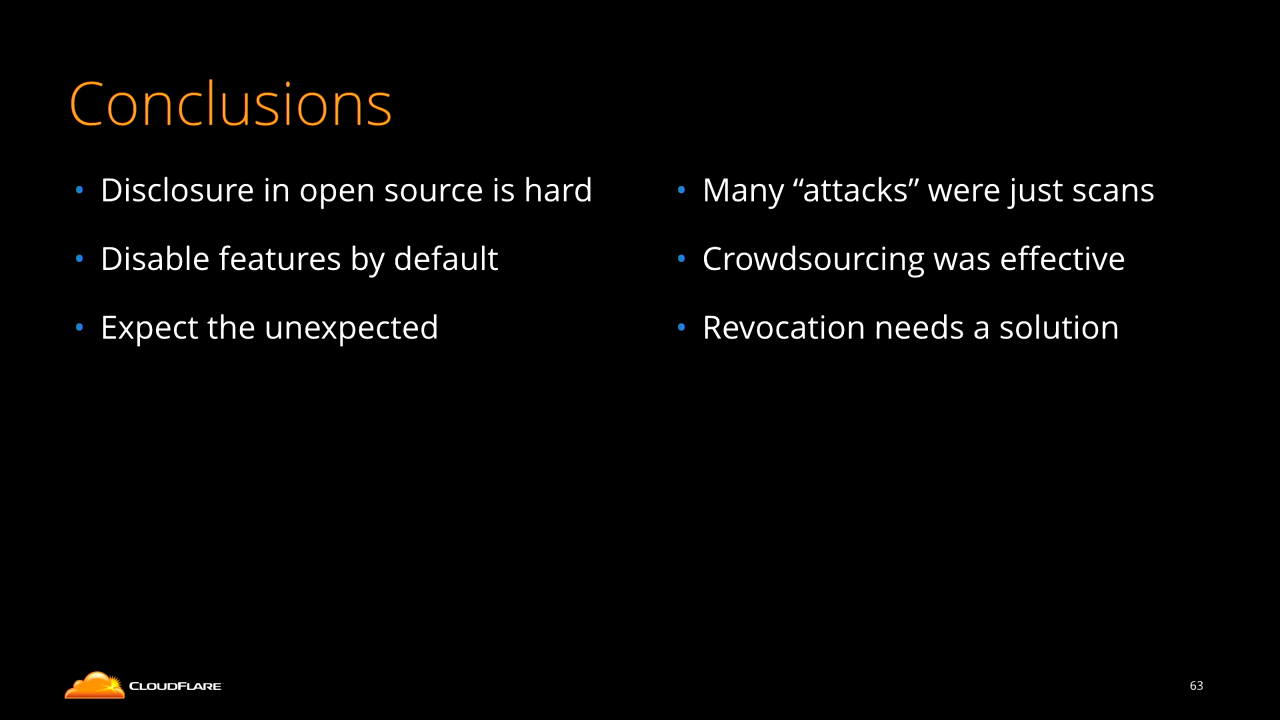 Conclusions
• Disclosure in open source is hard
• Disable features by default
• Expect the unexpected
• Many “attacks” were just scans
• Crowdsourcing was effective
• Revocation needs a solution
CLOUDFLARE
63